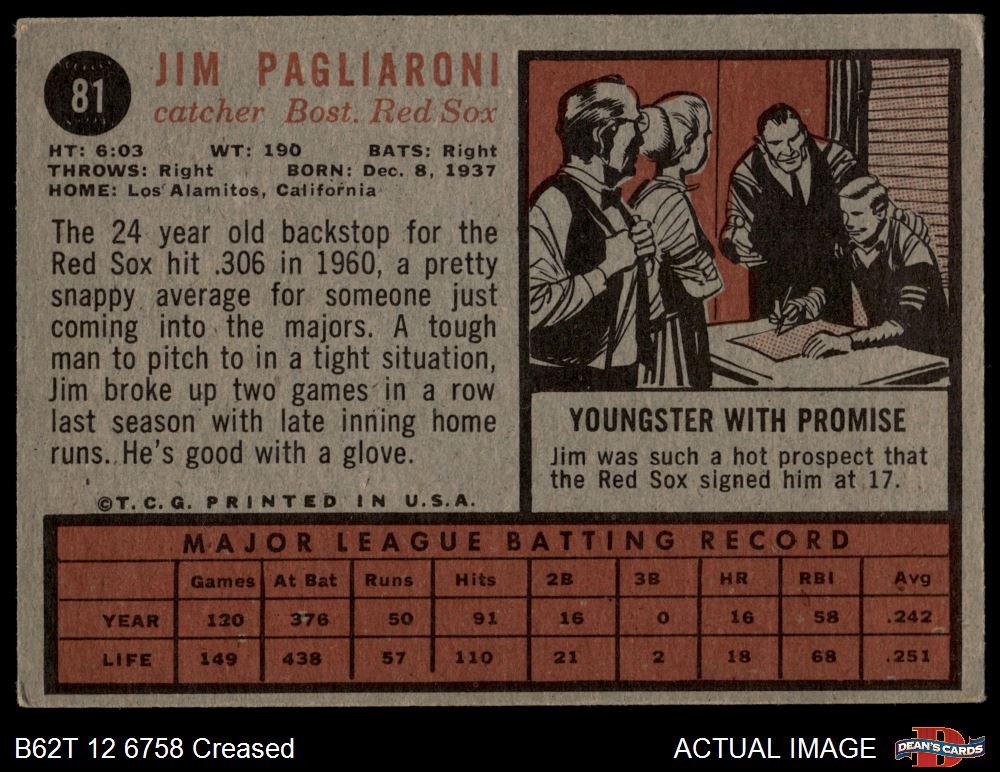 81
JIM PAGLIARONI
catcher Bost. Red Sox
HT: 6:03 WT: 190 BATS: Right
THROWS: Right BORN: Dec. 8, 1937
HOME: Los Alamitos, California
The 24 year old backstop for the
Red Sox hit .306 in 1960, a pretty
snappy average for someone just
coming into the majors. A tough
man to pitch to in a tight situation,
Jim broke up two games in a row
last season with late inning home
runs. He's good with a glove.
©T.C.G. PRINTED IN U.S.A.
YOUNGSTER WITH PROMISE
Jim was such a hot prospect that
the Red Sox signed him at 17.
MAJOR LEAGUE BATTING RECORD
Games At Bat Runs Hits 2B 3B HR RBI Avg
YEAR 120 376 50 91 16 0 16 58 .242
LIFE 149 438 57 110 21 2 18 68 .251
B62T 12 6758 Creased
ACTUAL IMAGE
DEAN'S CARDS